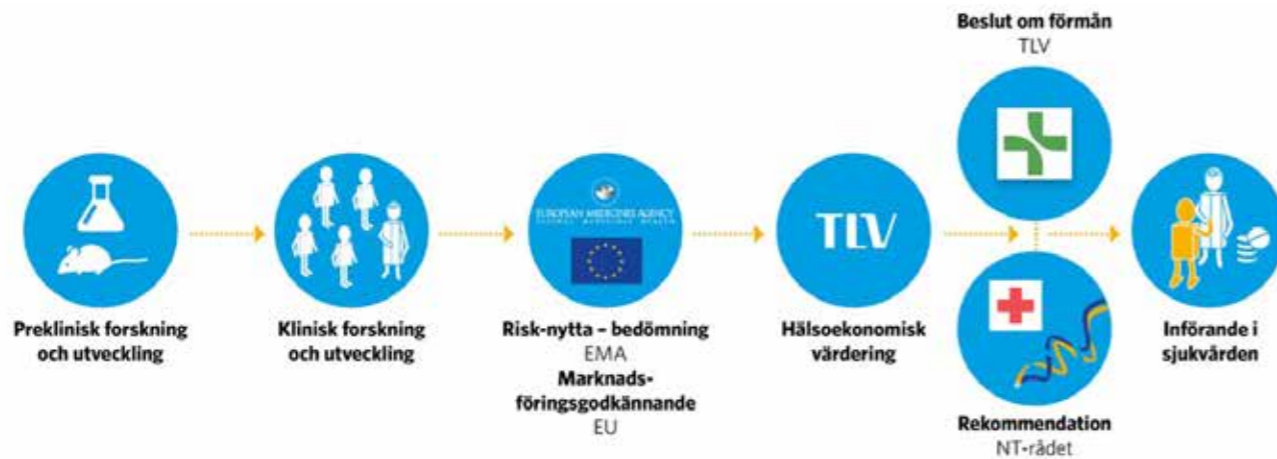 Preklinisk forskning
och utveckling
Klinisk forskning
och utveckling
EUROPEAN MEDICINES AGENCY
Risk-nytta – bedömning
EMA
Marknads-
föringsgodkännande
EU
TLV
Hälsoekonomisk
värdering
Beslut om förmån
TLV
Rekommendation
NT-rådet
Införande i
sjukvården